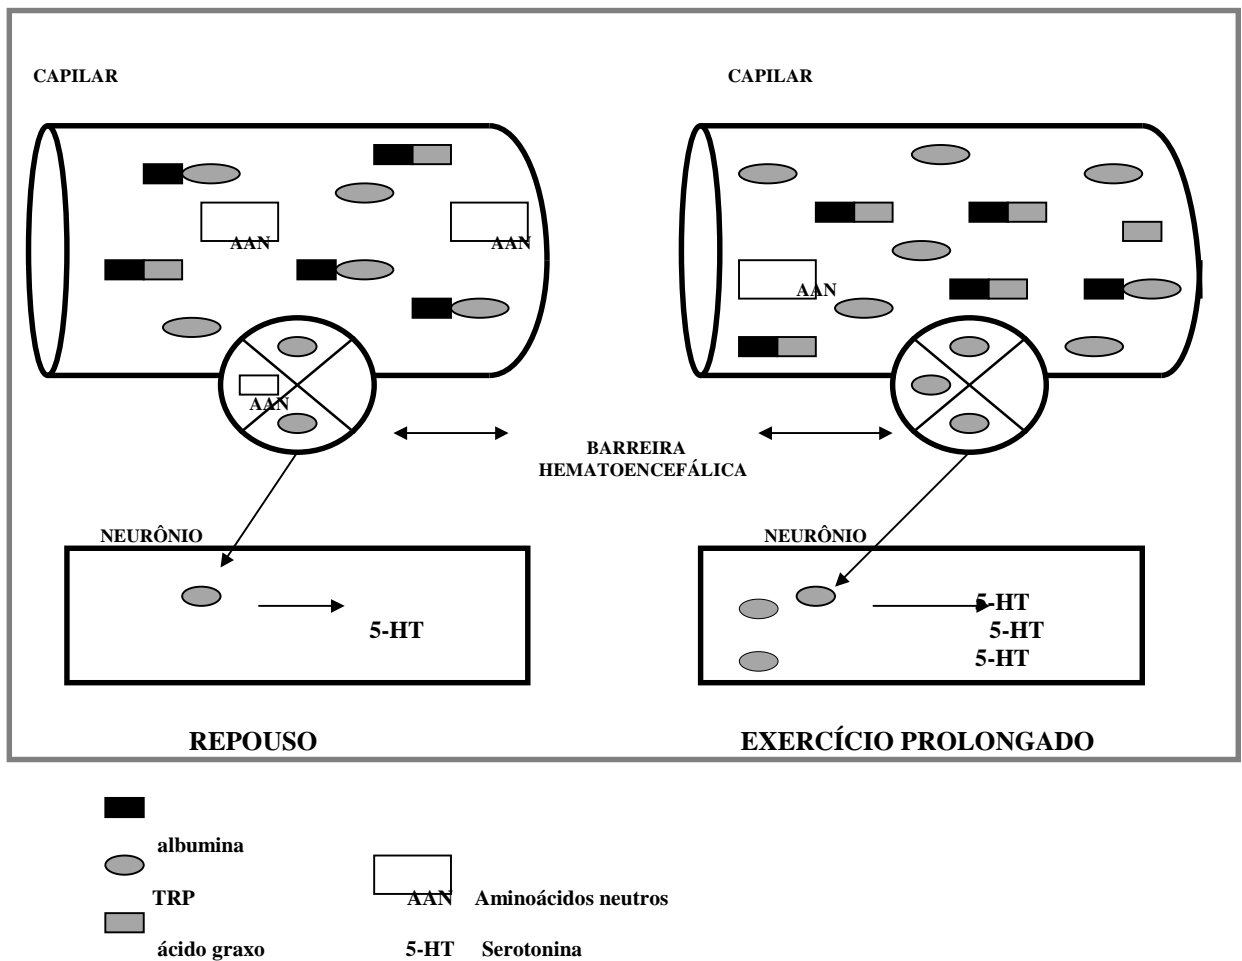 CAPILAR
CAPILAR
AAN
AAN
AAN
AAN
BARREIRA
HEMATOENCEFÁLICA
NEURÔNIO
NEURÔNIO
5-HT
5-HT
5-HT
5-HT
REPOUSO
EXERCÍCIO PROLONGADO
albumina
TRP
AAN Aminoácidos neutros
ácido graxo
5-HT Serotonina